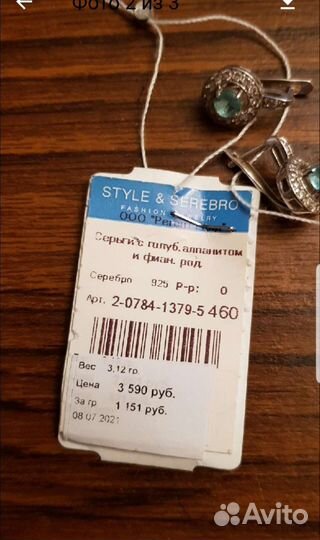 Фото 2 из 3
STYLE & SEREBRO
FASHION JEWELRY
ООО
Серьги с голуб.алпанитом
и фиан. род.
Серебро 925 Р-р: 0
Арт. 2-0784-1379-5 460
Вес 3,12 гр.
Цена 3 590 руб.
За гр 1 151 руб.
08.07.2021
Avito